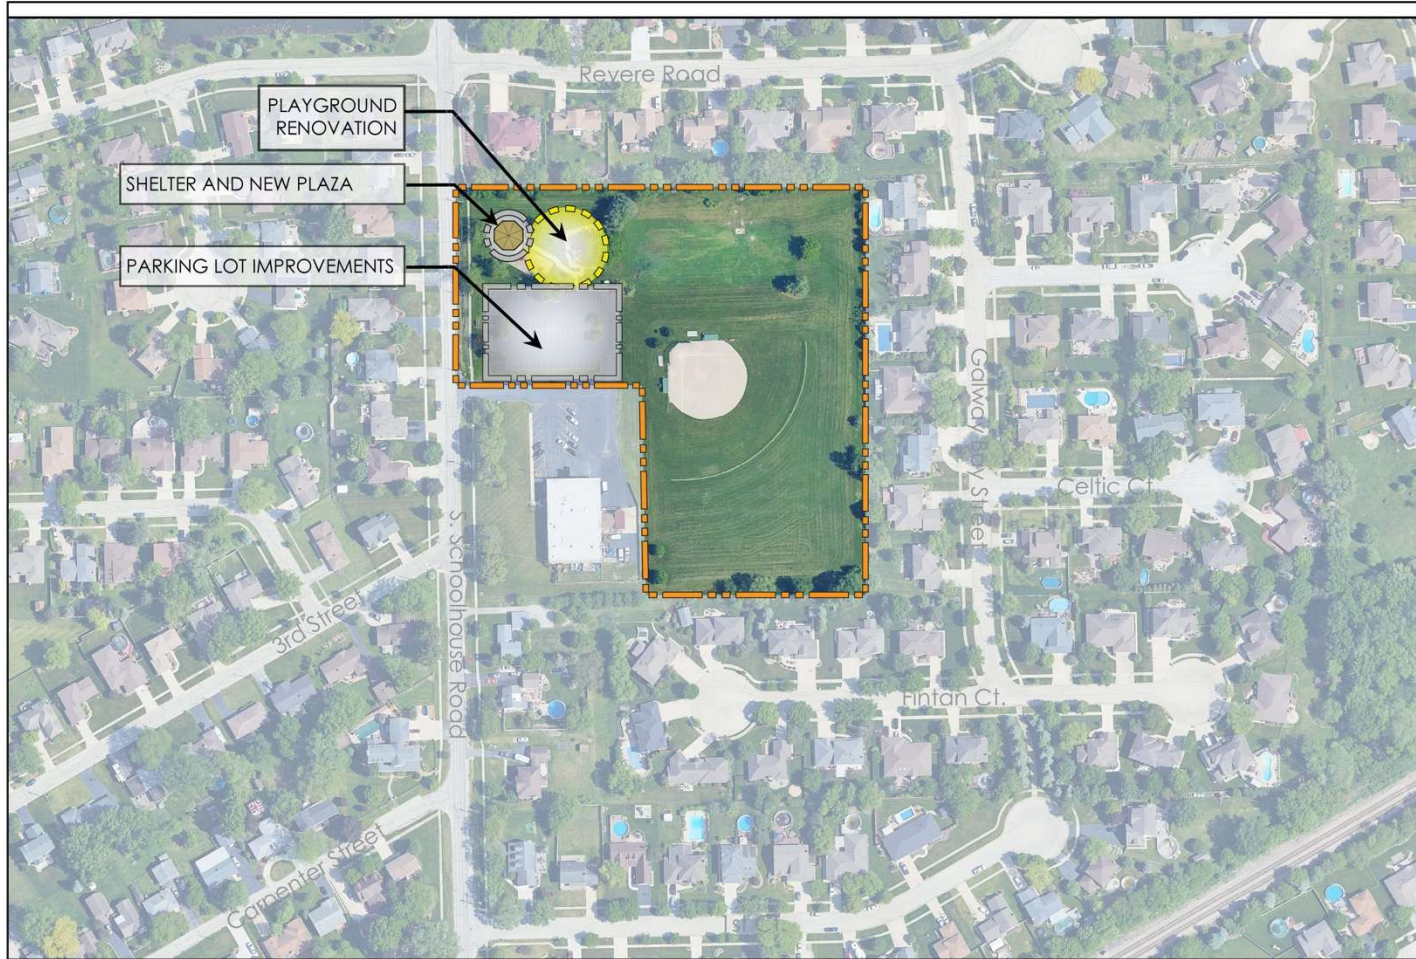 Revere Road
PLAYGROUND
RENOVATION
SHELTER AND NEW PLAZA
PARKING LOT IMPROVEMENTS
Galway Bay Street
Celtic Ct.
S. Schoolhouse Road
3rd Street
Fintan Ct.
Carpenter Street